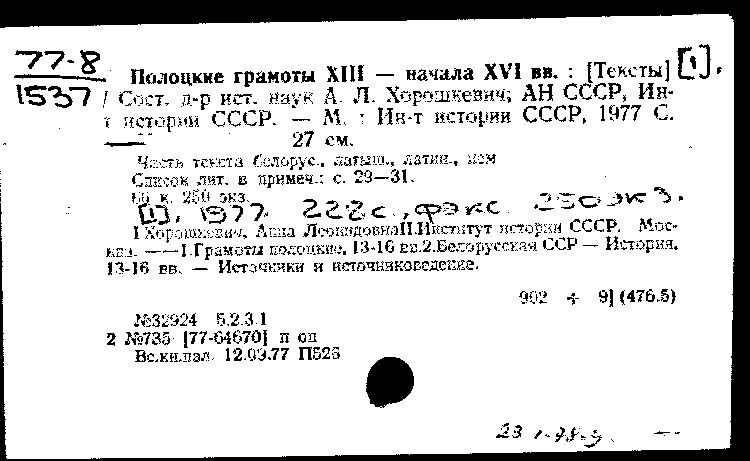 77-8
1537
Полоцкие грамоты XIII — начала XVI вв. : [Тексты] [1],
/ Сост. д-р ист. наук А. Л. Хорошкевич; АН СССР, Ин-
т истории СССР. — М. : Ин-т истории СССР, 1977 С.
27 см.
Часть текста белорус., латыш., латин., нем
Список лит. в примеч.: с. 29—31.
60 к. 250 экз.
[1], 1977. 228 с., 250 экз.
I Хорошкевич, Анна ЛеонидовнаII.Институт истории СССР. Мос-
ква. ——1.Грамоты полоцкие, 13-16 вв.2.Белорусская ССР — История,
13-16 вв. — Источники и источниковедение.
902 + 9] (476.5)
№32924 5.2.3.1
2 №735 [77-64670] п оп
Вс.кн.пал. 12.09.77 П526